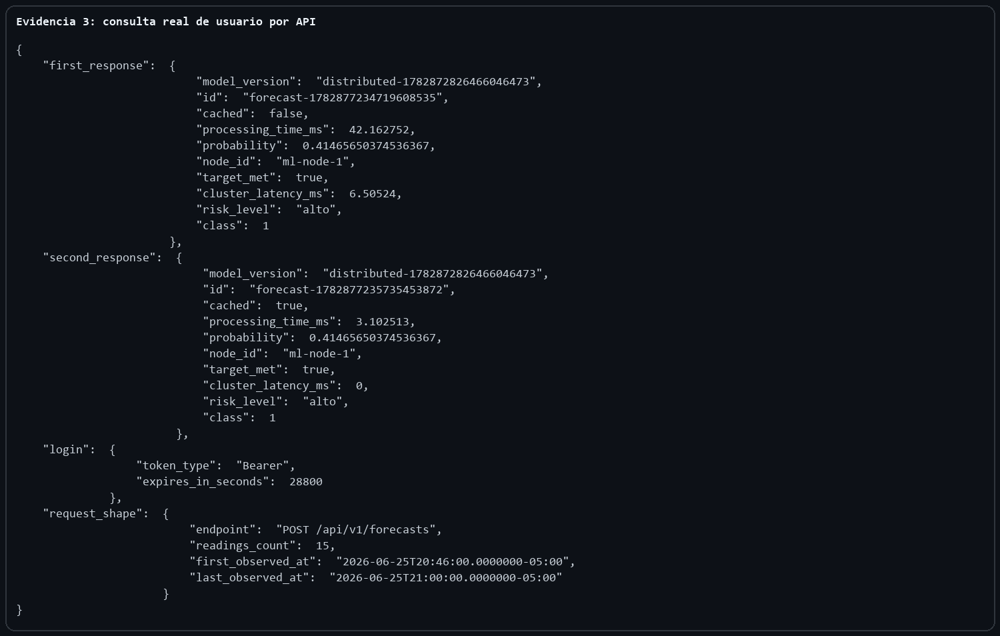 Evidencia 3: consulta real de usuario por API
{
    "first_response":  {
                           "model_version":  "distributed-1782872826466046473",
                           "id":  "forecast-1782877234719608535",
                           "cached":  false,
                           "processing_time_ms":  42.162752,
                           "probability":  0.41465650374536367,
                           "node_id":  "ml-node-1",
                           "target_met":  true,
                           "cluster_latency_ms":  6.50524,
                           "risk_level":  "alto",
                           "class":  1
                       },
    "second_response":  {
                            "model_version":  "distributed-1782872826466046473",
                            "id":  "forecast-1782877235735453872",
                            "cached":  true,
                            "processing_time_ms":  3.102513,
                            "probability":  0.41465650374536367,
                            "node_id":  "ml-node-1",
                            "target_met":  true,
                            "cluster_latency_ms":  0,
                            "risk_level":  "alto",
                            "class":  1
                        },
    "login":  {
                  "token_type":  "Bearer",
                  "expires_in_seconds":  28800
              },
    "request_shape":  {
                          "endpoint":  "POST /api/v1/forecasts",
                          "readings_count":  15,
                          "first_observed_at":  "2026-06-25T20:46:00.0000000-05:00",
                          "last_observed_at":  "2026-06-25T21:00:00.0000000-05:00"
                      }
}